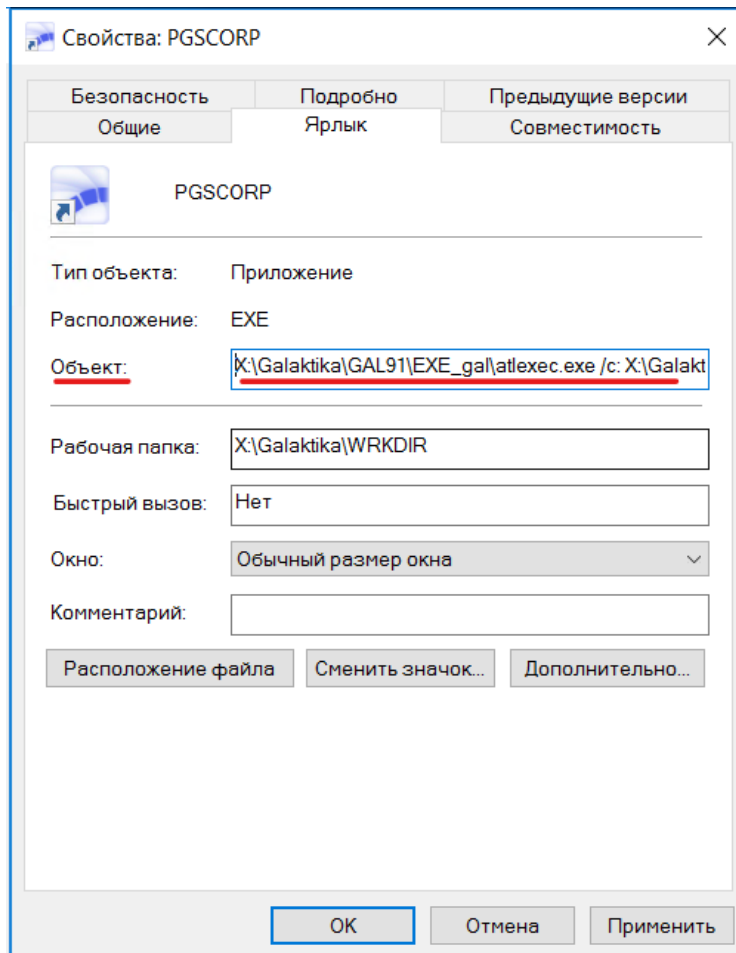 Свойства: PGSCORP
Безопасность Подробно Предыдущие версии
Общие Ярлык Совместимость
PGSCORP
Тип объекта: Приложение
Расположение: EXE
Объект: X:\Galaktika\GAL91\EXE_gal\atlexec.exe /c: X:\Galakt
Рабочая папка: X:\Galaktika\WRKDIR
Быстрый вызов: Нет
Окно: Обычный размер окна
Комментарий:
Расположение файла Сменить значок... Дополнительно...
OK Отмена Применить